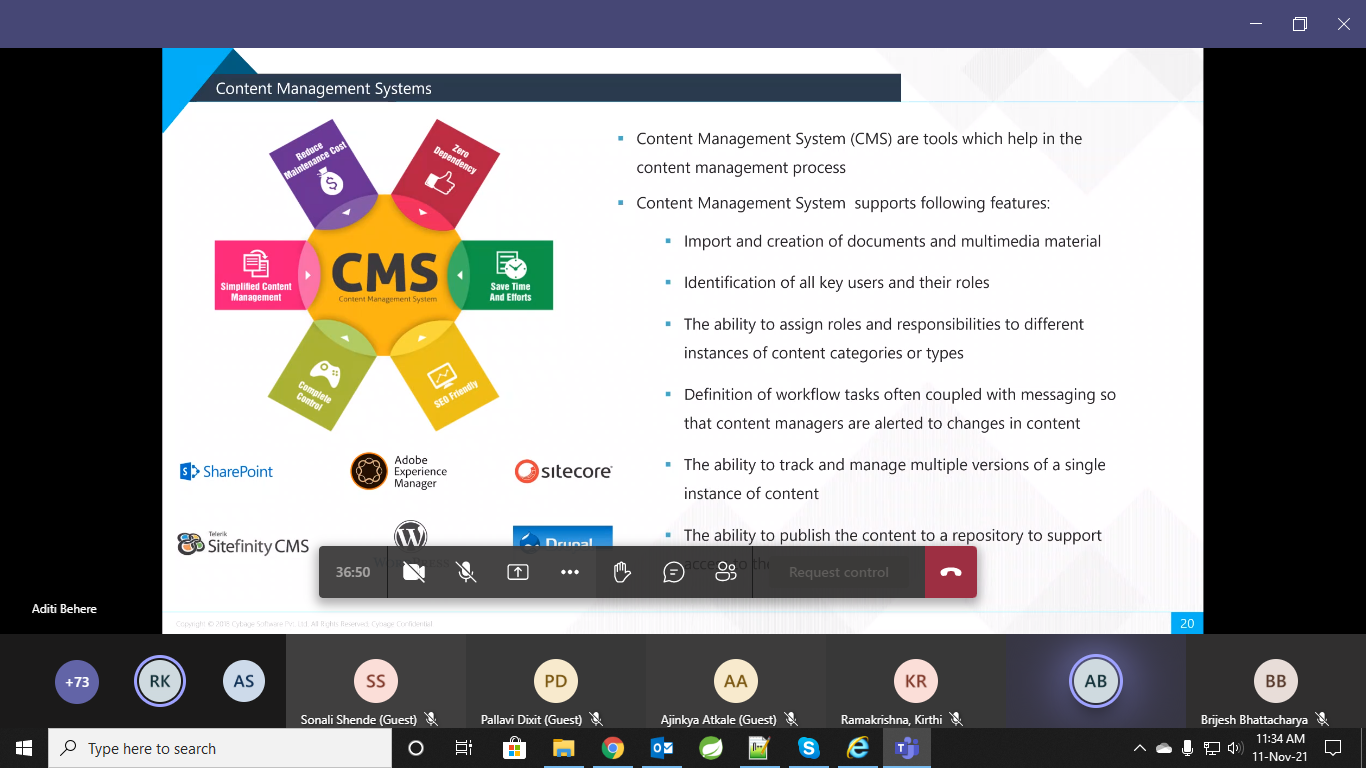 Content Management Systems
Reduce
Maintenance Cost
Zero
Dependency
Simplified Content
Management
CMS
Content Management System
Save Time
And Efforts
Complete
Control
SEO Friendly
S
SharePoint
Adobe
Experience
Manager
sitecore
Telerik
Sitefinity CMS
Drupal
Content Management System (CMS) are tools which help in the
content management process
Content Management System supports following features:
Import and creation of documents and multimedia material
Identification of all key users and their roles
The ability to assign roles and responsibilities to different
instances of content categories or types
Definition of workflow tasks often coupled with messaging so
that content managers are alerted to changes in content
The ability to track and manage multiple versions of a single
instance of content
The ability to publish the content to a repository to support
access to the
36:50
Request control
Aditi Behere
Copyright © 2016 Cybage Software Pvt. Ltd. All Rights Reserved. Cybage Confidential.
20
+73
RK
AS
SS
Sonali Shende (Guest)
PD
Pallavi Dixit (Guest)
AA
Ajinkya Atkale (Guest)
KR
Ramakrishna, Kirthi
AB
BB
Brijesh Bhattacharya
Type here to search
11:34 AM
11-Nov-21